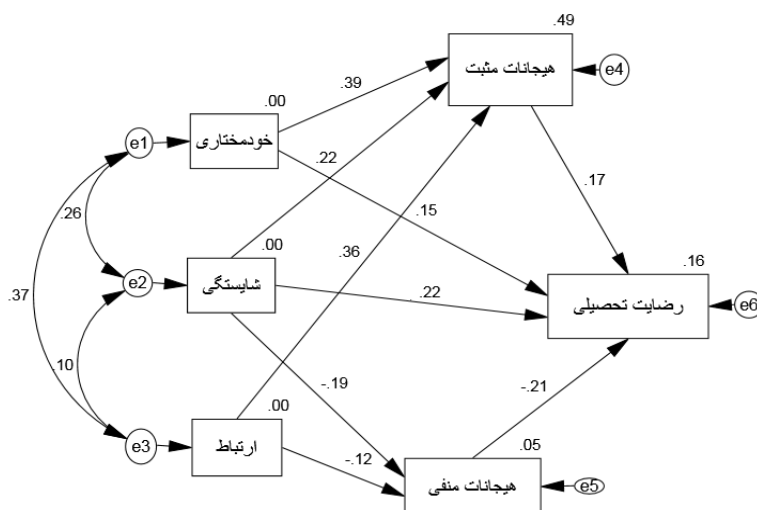 .49
هیجانات مثبت
e4
.39
.00
خودمختاری
e1
.22
.17
.15
.26
.00
.36
.16
شایستگی
e2
.22
رضایت تحصیلی
e6
.37
.10
-.19
-.21
.00
ارتباط
e3
.05
-.12
هیجانات منفی
e5